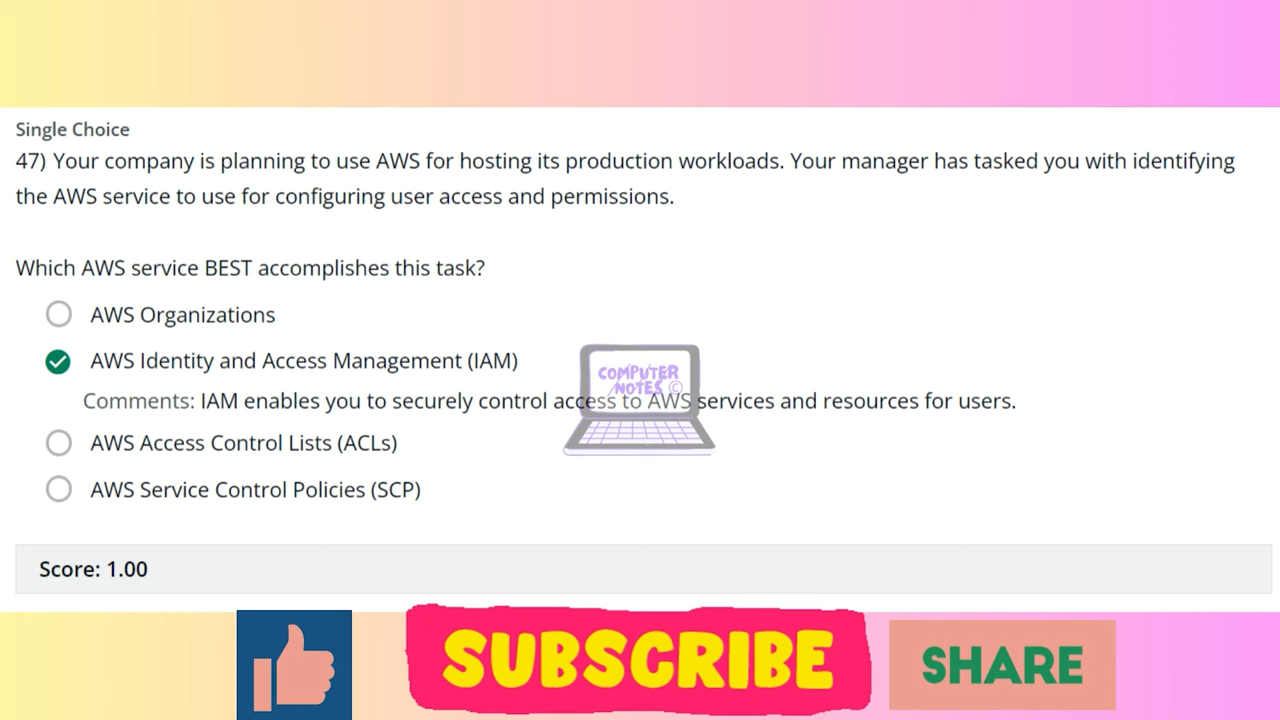 Single Choice
47) Your company is planning to use AWS for hosting its production workloads. Your manager has tasked you with identifying
the AWS service to use for configuring user access and permissions.
Which AWS service BEST accomplishes this task?
AWS Organizations
AWS Identity and Access Management (IAM)
COMPUTER
NOTES ©
Comments: IAM enables you to securely control access to AWS services and resources for users.
AWS Access Control Lists (ACLs)
AWS Service Control Policies (SCP)
Score: 1.00
SUBSCRIBE
SHARE